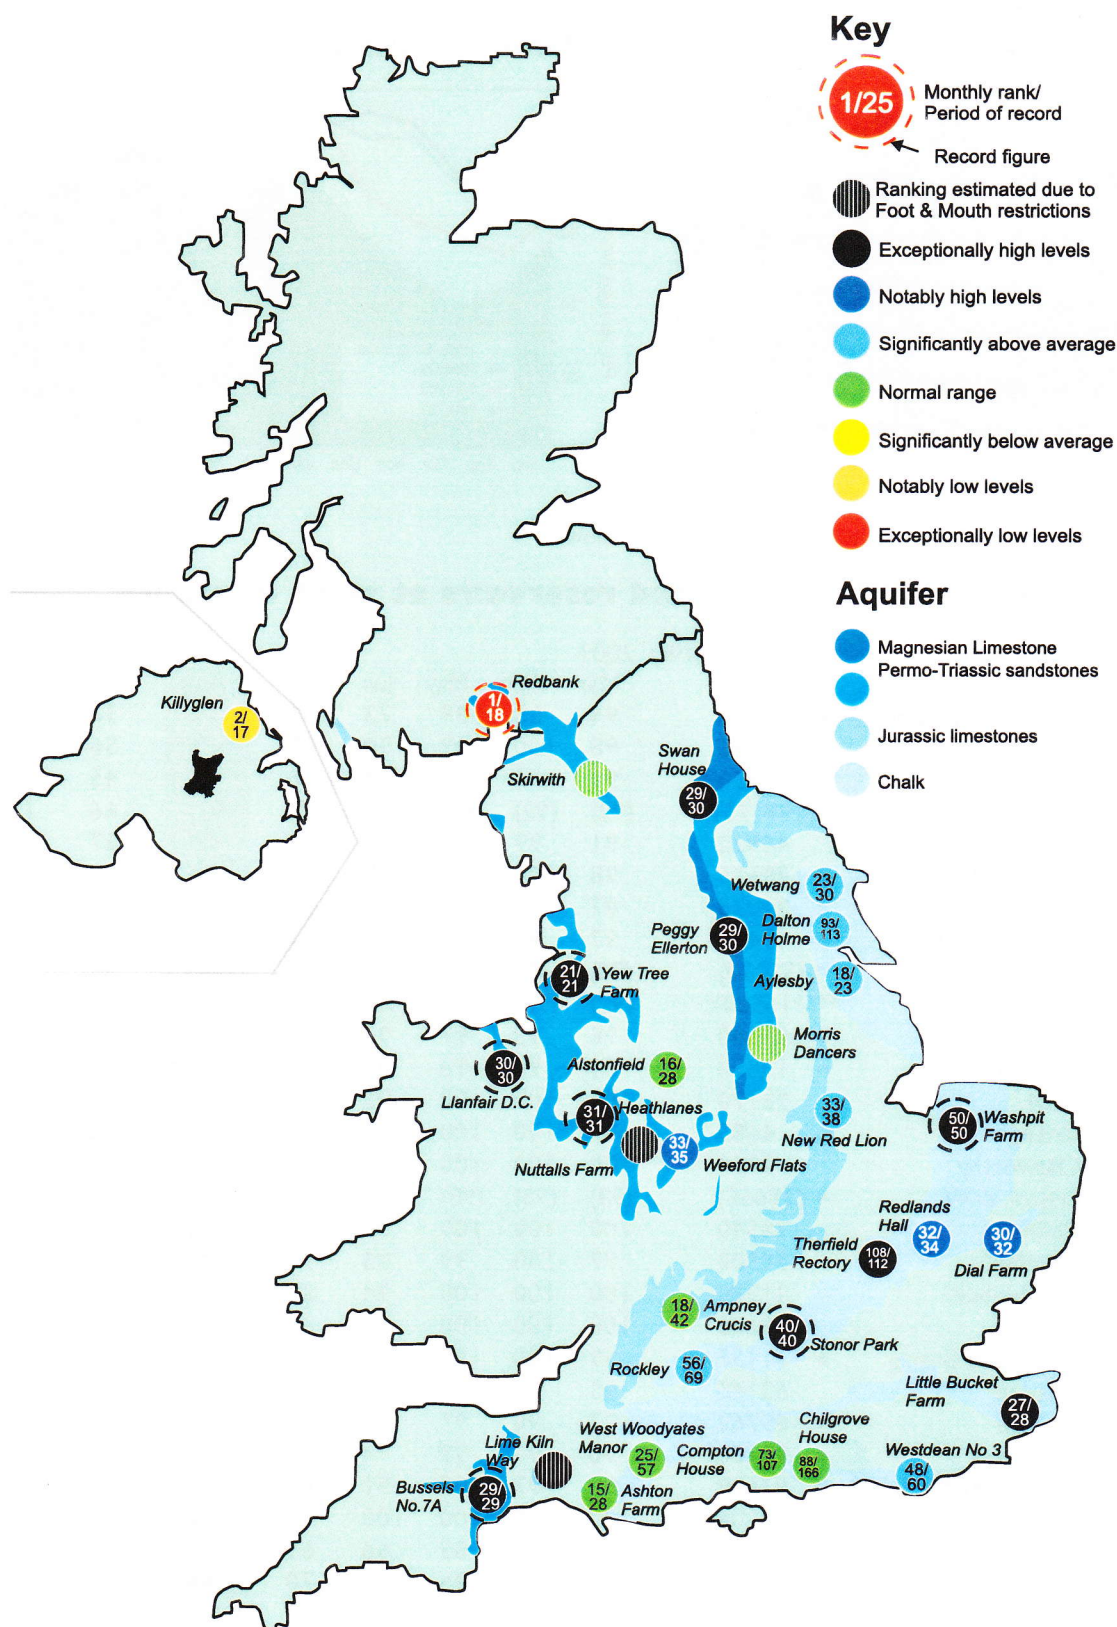 Key
1/25
Monthly rank/
Period of record
Record figure
Ranking estimated due to
Foot & Mouth restrictions
Exceptionally high levels
Notably high levels
Significantly above average
Normal range
Significantly below average
Notably low levels
Exceptionally low levels
Aquifer
Magnesian Limestone
Permo-Triassic sandstones
Jurassic limestones
Chalk
Redbank
1/
18
Killyglen
2/
17
Skirwith
Swan
House
29/
30
Wetwang
23/
30
Peggy
Ellerton
29/
30
Dalton
Holme
93/
113
Yew Tree
Farm
21/
21
Aylesby
18/
23
Morris
Dancers
Llanfair D.C.
30/
30
Alstonfield
16/
28
Heathlanes
31/
31
Nuttalls Farm
33/
35
Weeford Flats
33/
38
New Red Lion
50/
50
Washpit
Farm
Redlands
Hall
32/
34
30/
32
Dial Farm
Therfield
Rectory
108/
112
18/
42
Ampney
Crucis
40/
40
Stonor Park
Rockley
56/
69
Little Bucket
Farm
27/
28
West Woodyates
Manor
25/
57
Compton
House
73/
107
Chilgrove
House
88/
166
Westdean No 3
48/
60
Lime Kiln
Way
Bussels
No.7A
29/
29
15/
28
Ashton
Farm